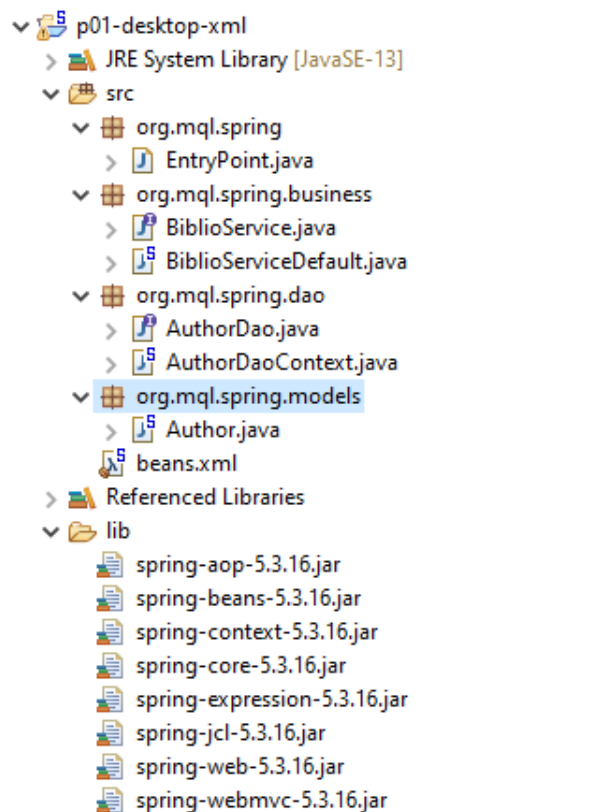 p01-desktop-xml
JRE System Library [JavaSE-13]
src
org.mql.spring
EntryPoint.java
org.mql.spring.business
BiblioService.java
BiblioServiceDefault.java
org.mql.spring.dao
AuthorDao.java
AuthorDaoContext.java
org.mql.spring.models
Author.java
beans.xml
Referenced Libraries
lib
spring-aop-5.3.16.jar
spring-beans-5.3.16.jar
spring-context-5.3.16.jar
spring-core-5.3.16.jar
spring-expression-5.3.16.jar
spring-jcl-5.3.16.jar
spring-web-5.3.16.jar
spring-webmvc-5.3.16.jar